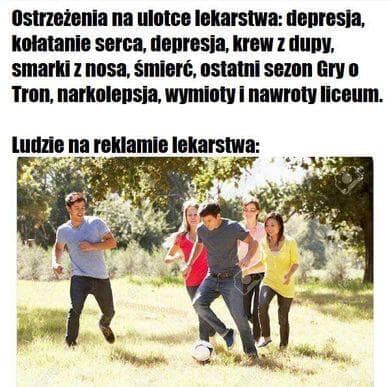 Ostrzeżenia na ulotce lekarstwa: depresja,
kołatanie serca, depresja, krew z dupy,
smarki z nosa, śmierć, ostatni sezon Gry o
Tron, narkolepsja, wymioty i nawroty liceum.
Ludzie na reklamie lekarstwa: